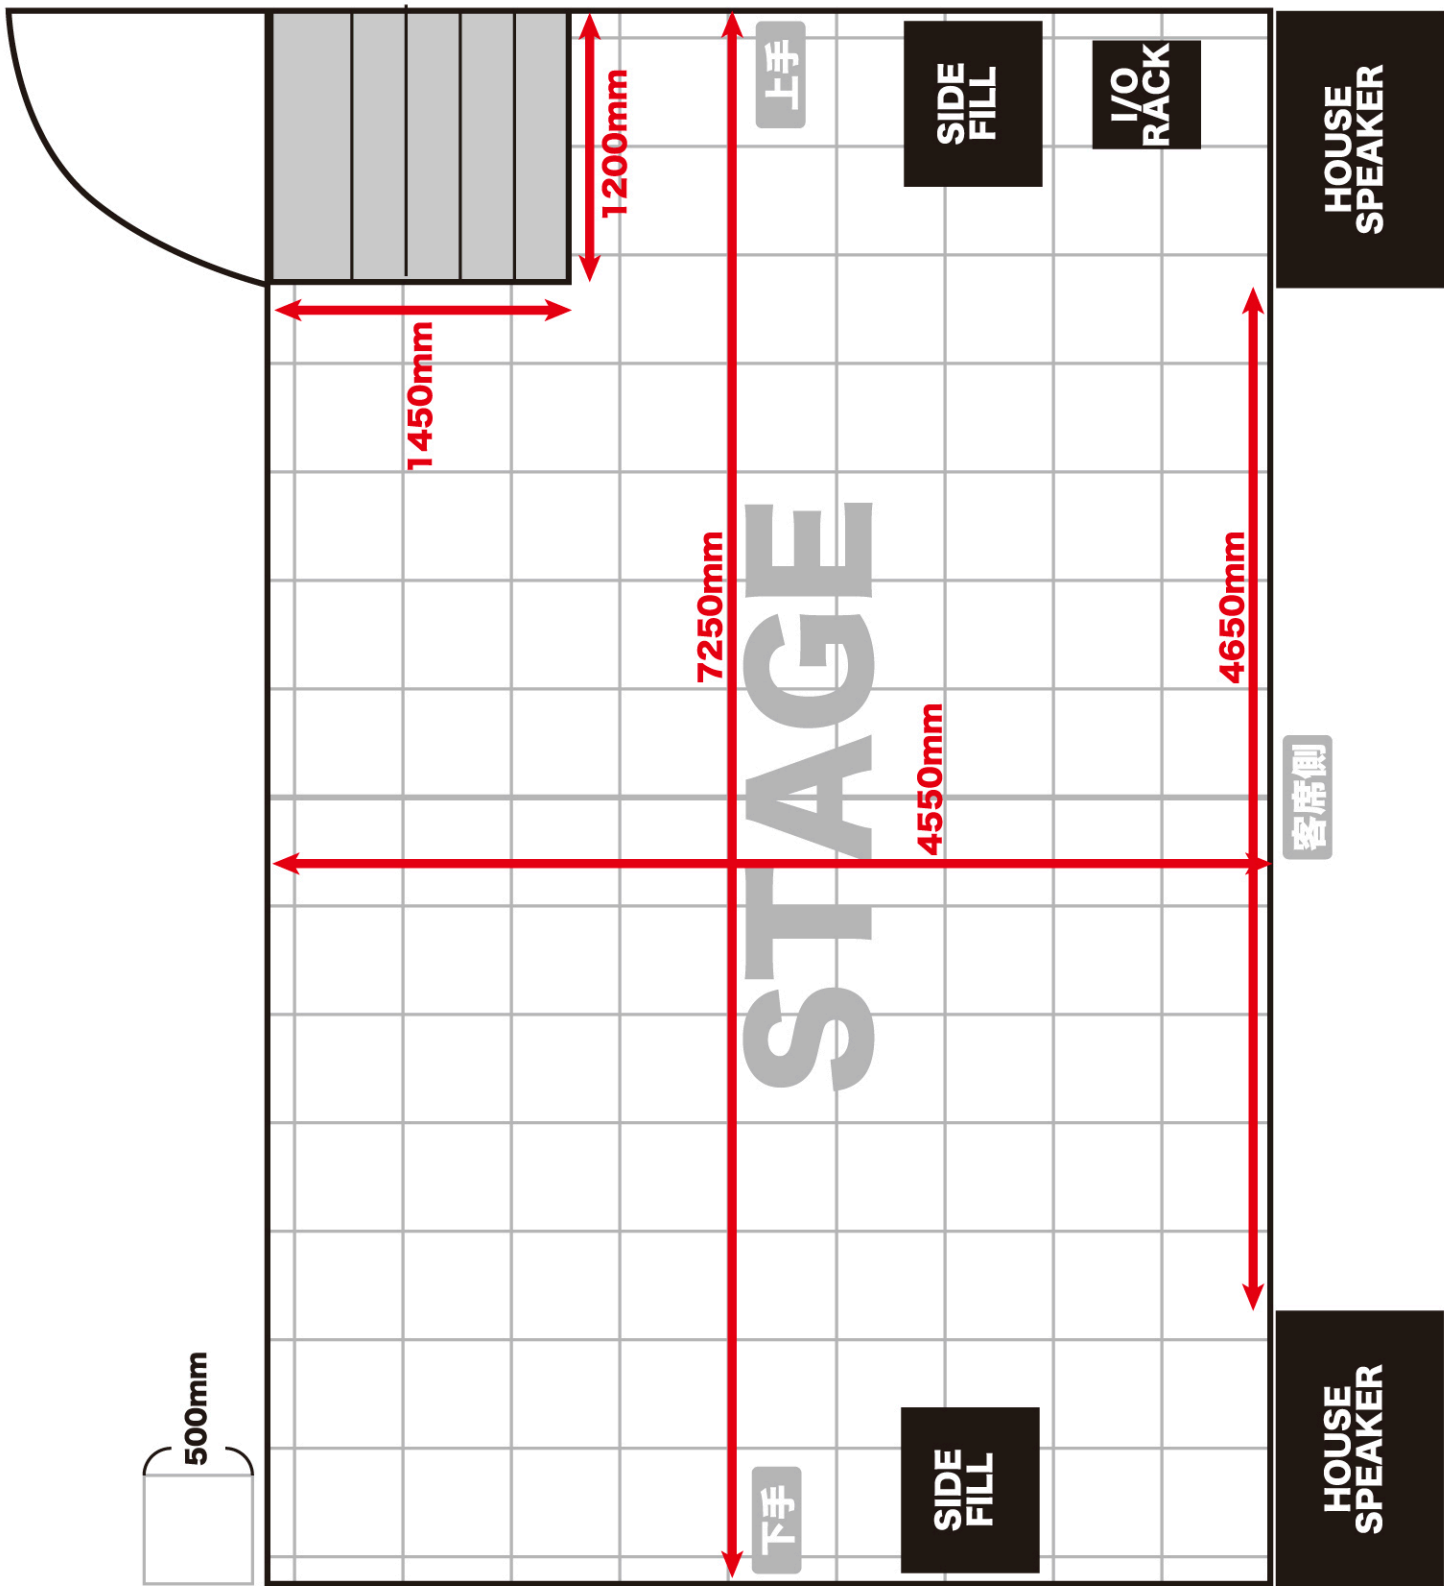 上手
SIDE
FILL
I/O
RACK
HOUSE
SPEAKER
1200mm
1450mm
7250mm
STAGE
4550mm
4650mm
客席側
500mm
下手
SIDE
FILL
HOUSE
SPEAKER